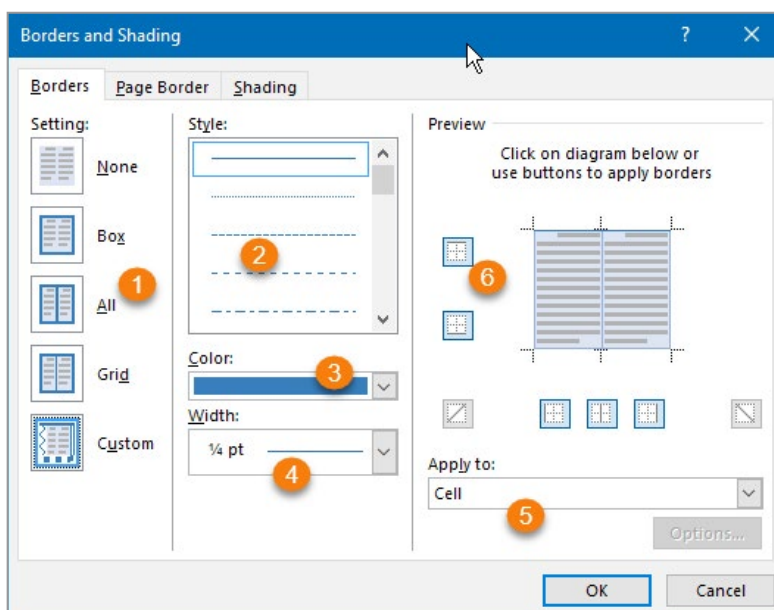 Borders and Shading
?
Borders Page Border Shading
Setting:
None
Box
All
Grid
Custom
1
Style:
2
Color:
3
Width:
¼ pt
4
Preview
Click on diagram below or
use buttons to apply borders
6
Apply to:
Cell
5
Options...
OK Cancel